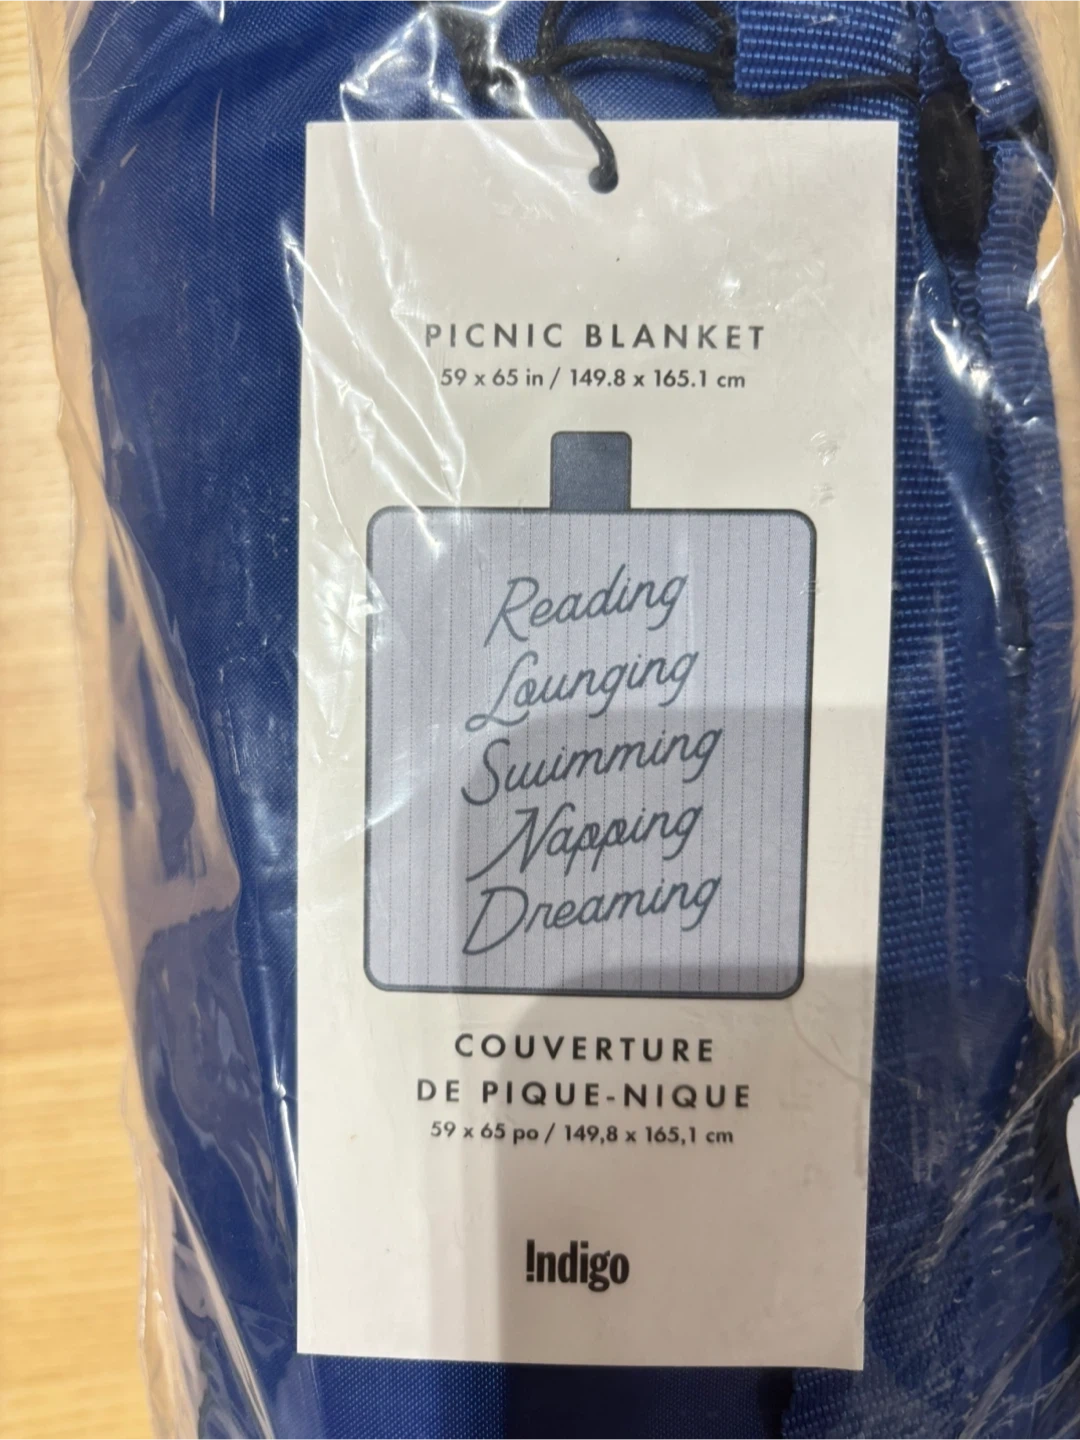 PICNIC BLANKET
59 x 65 in / 149.8 x 165.1 cm
Reading
Lounging
Swimming
Napping
Dreaming
COUVERTURE
DE PIQUE-NIQUE
59 x 65 po / 149,8 x 165,1 cm
!ndigo